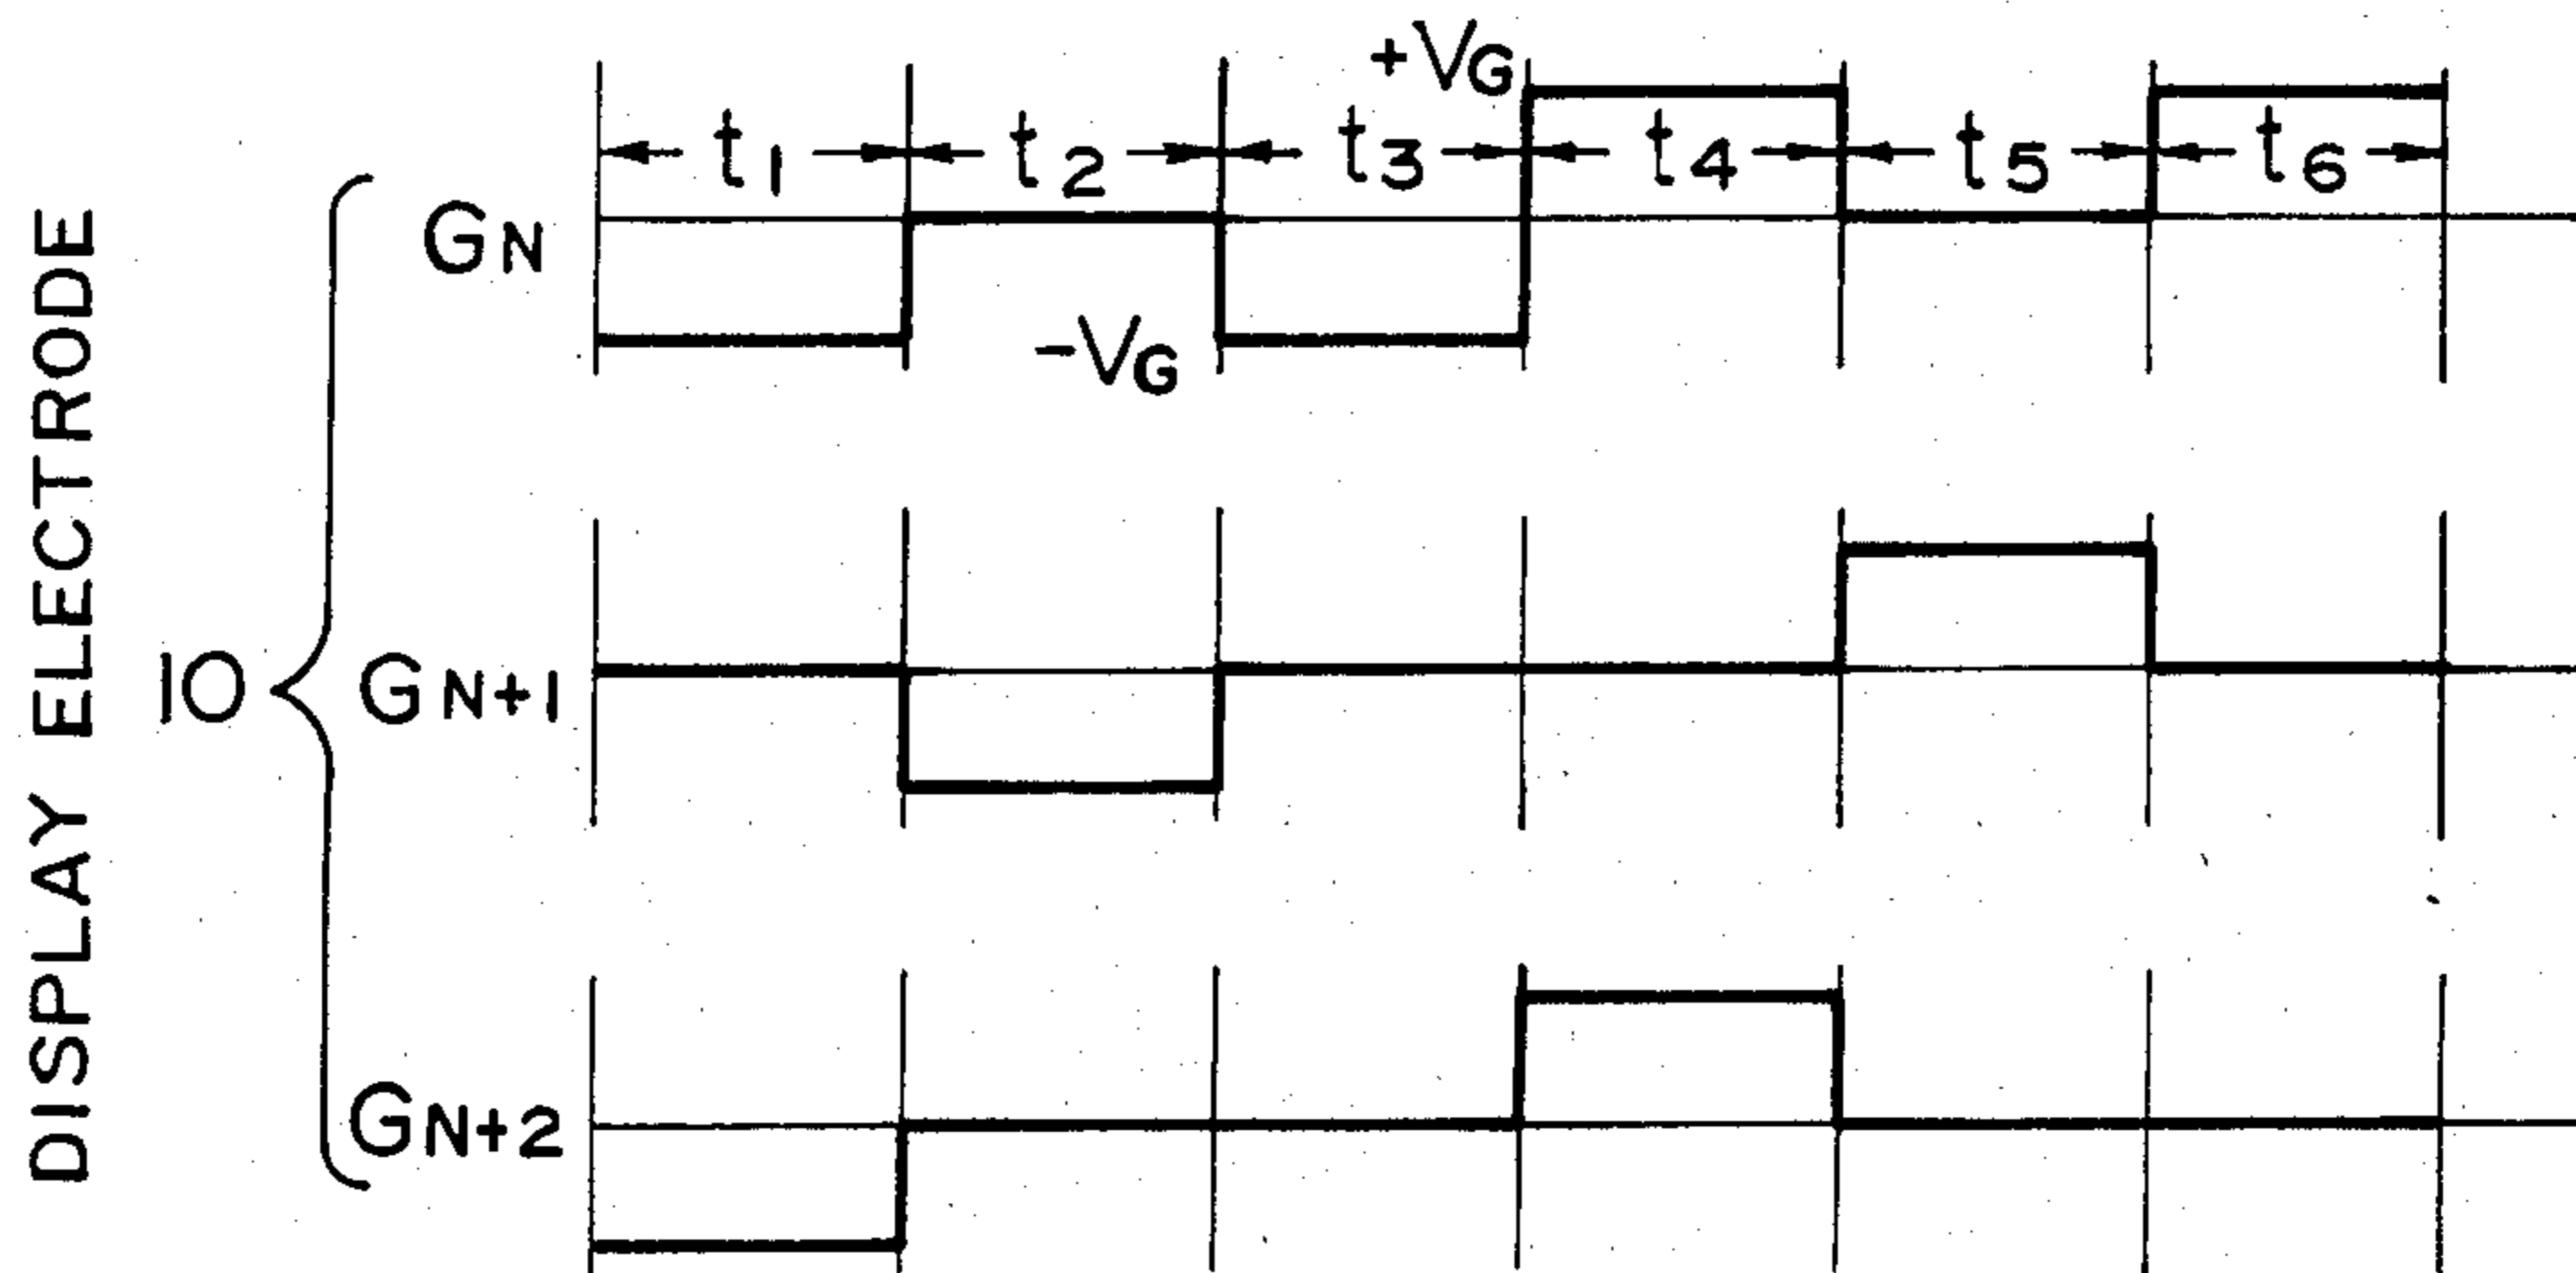 DISPLAY ELECTRODE
10
+VG
t1 t2 t3 t4 t5 t6
GN
-VG
GN+1
GN+2